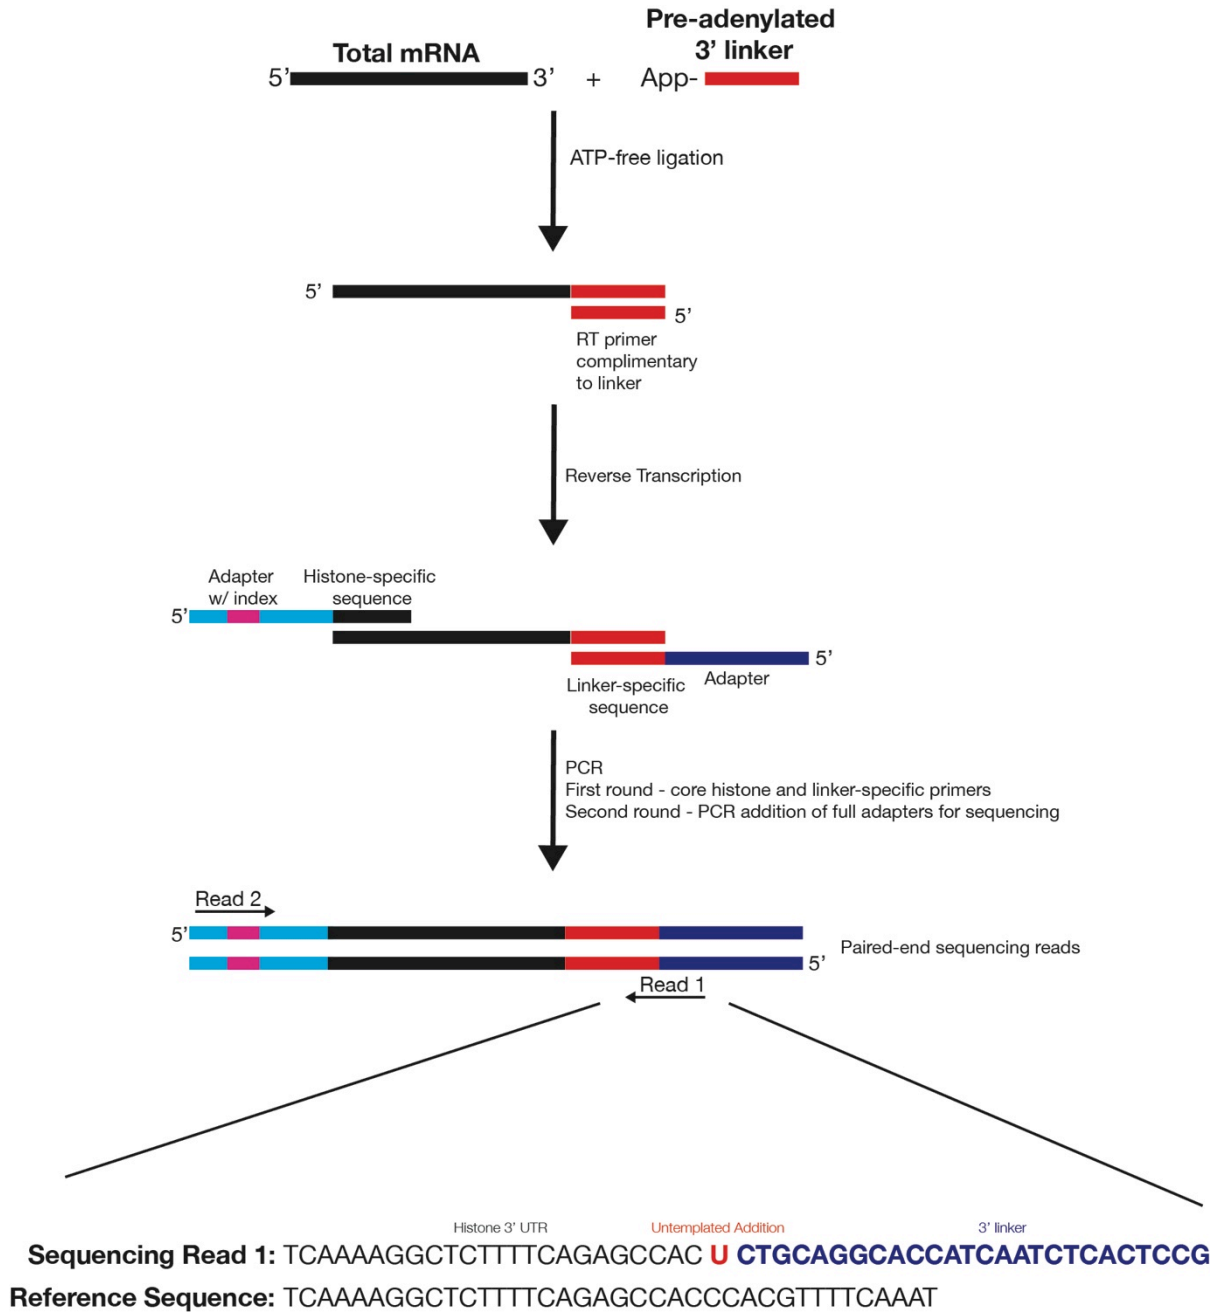 Total mRNA
Pre-adenylated
3’ linker
5’
3’
+
App-
ATP-free ligation
5’
5’
RT primer
complimentary
to linker
Reverse Transcription
Adapter
w/ index
Histone-specific
sequence
5’
5’
Linker-specific
sequence
Adapter
PCR
First round - core histone and linker-specific primers
Second round - PCR addition of full adapters for sequencing
Read 2
5’
5’
Paired-end sequencing reads
Read 1
Histone 3’ UTR
Untemplated Addition
3’ linker
Sequencing Read 1: TCAAAAGGCTCTTTTCAGAGCCAC U CTGCAGGCACCATCAATCTCACTCCG
Reference Sequence: TCAAAAGGCTCTTTTCAGAGCCACCCACGTTTTCAAAT